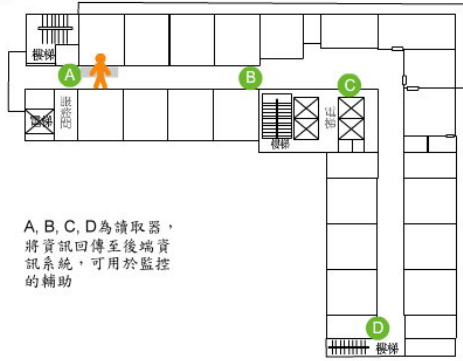 樓梯
A
B
C
電梯
服務台
電梯
樓梯
A, B, C, D為讀取器，
將資訊回傳至後端資
訊系統，可用於監控
的輔助
D
樓梯